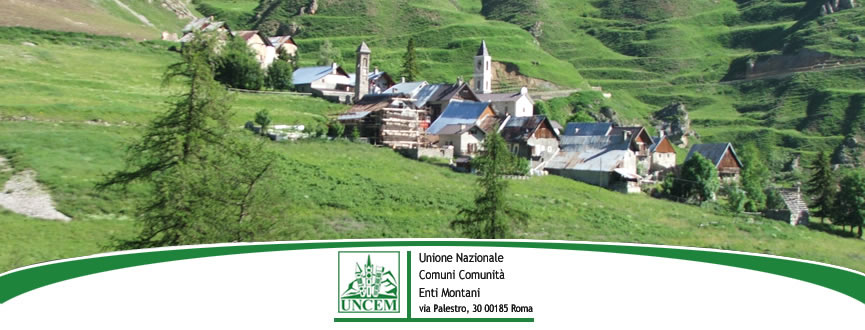 UNCEM
Unione Nazionale
Comuni Comunità
Enti Montani
via Palestro, 30 00185 Roma